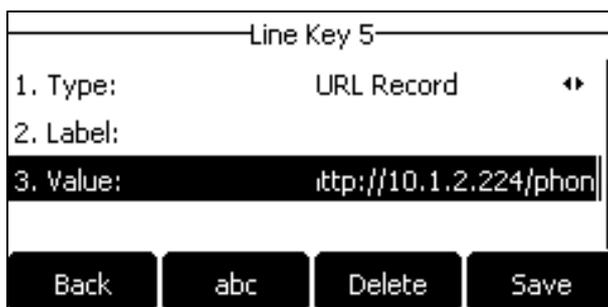 Line Key 5
1. Type: URL Record
2. Label:
3. Value: ttp://10.1.2.224/phon
Back abc Delete Save